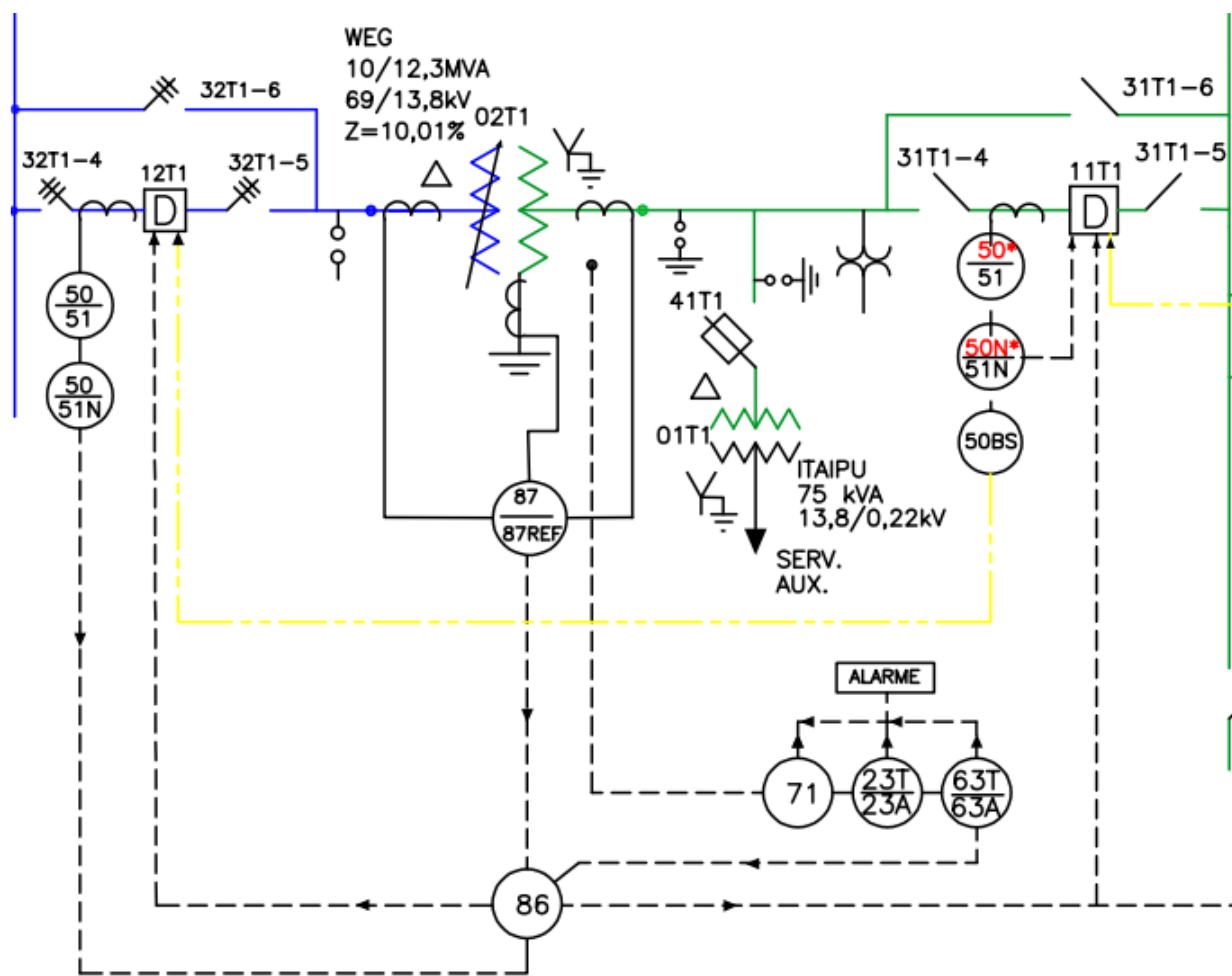 WEG
10/12,3MVA
69/13,8kV
Z=10,01%
02T1
32T1-6
32T1-4
12T1
32T1-5
D
31T1-6
31T1-4
11T1
31T1-5
D
50
51
50
51N
50*
51
50N*
51N
50BS
41T1
01T1
ITAIPU
75 kVA
13,8/0,22kV
SERV.
AUX.
87
87REF
ALARME
71
23T
23A
63T
63A
86